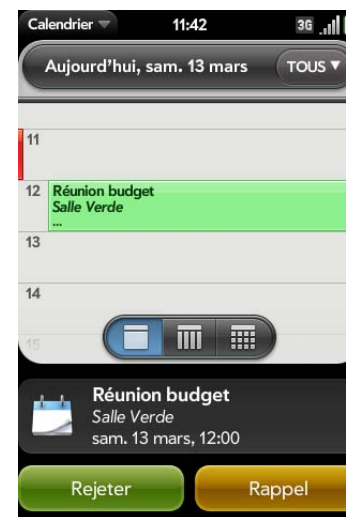 Calendrier 11:42 3G
Aujourd'hui, sam. 13 mars TOUS
11
12 Réunion budget
Salle Verde
...
13
14
15
Réunion budget
Salle Verde
sam. 13 mars, 12:00
Rejeter Rappel